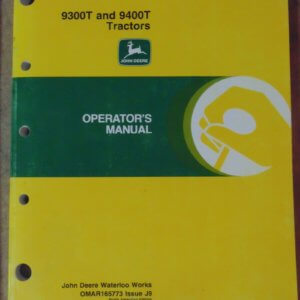 9300T and 9400T
Tractors
JOHN DEERE
OPERATOR'S
MANUAL
John Deere Waterloo Works
OMAR165773 Issue J8